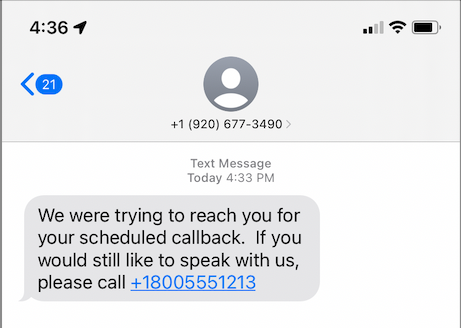 4:36
21
+1 (920) 677-3490
Text Message
Today 4:33 PM
We were trying to reach you for
your scheduled callback.  If you
would still like to speak with us,
please call +18005551213